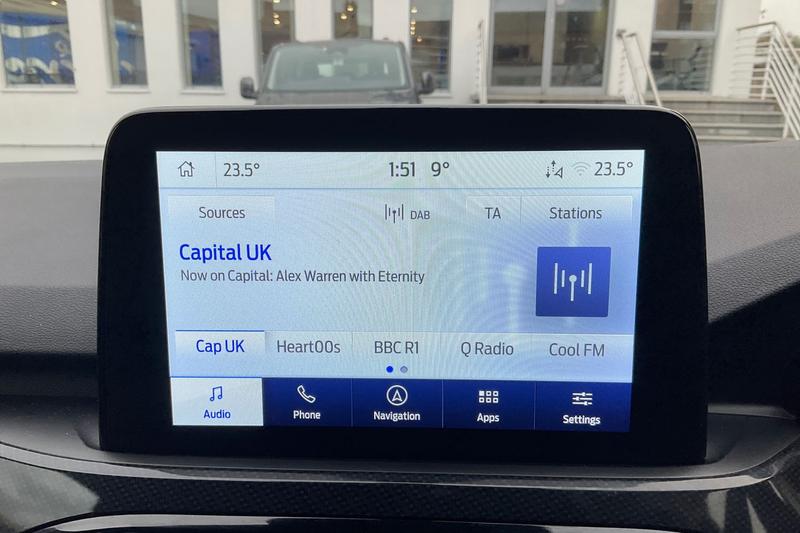 23.5° 1:51 9° 23.5°
Sources DAB TA Stations
Capital UK
Now on Capital: Alex Warren with Eternity
Cap UK Heart00s BBC R1 Q Radio Cool FM
Audio Phone Navigation Apps Settings